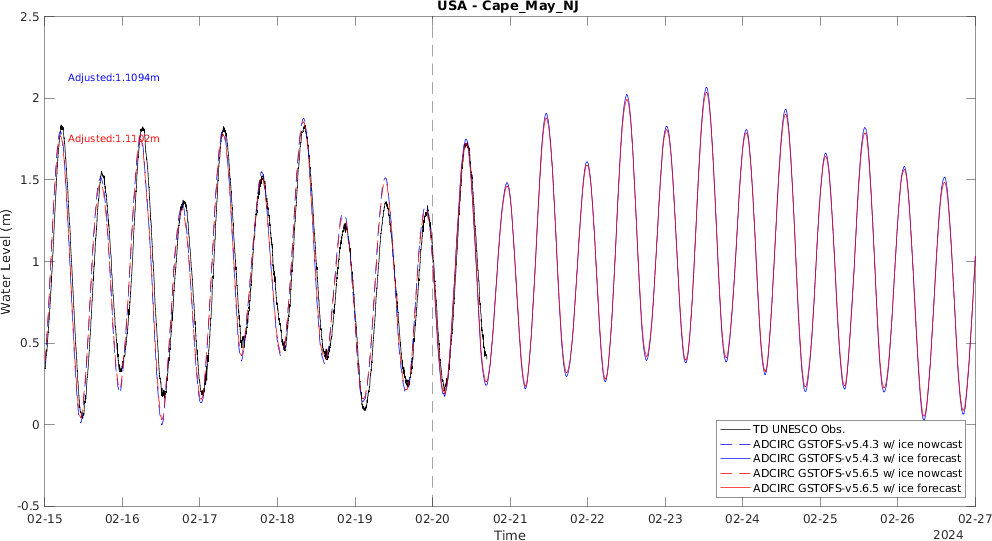 USA - Cape_May_NJ
2.5
Adjusted:1.1094m
2
Adjusted:1.1102m
1.5
Water Level (m)
1
0.5
0
-0.5
TD UNESCO Obs.
ADCIRC GSTOFS-v5.4.3 w/ ice nowcast
ADCIRC GSTOFS-v5.4.3 w/ ice forecast
ADCIRC GSTOFS-v5.6.5 w/ ice nowcast
ADCIRC GSTOFS-v5.6.5 w/ ice forecast
02-15 02-16 02-17 02-18 02-19 02-20 02-21 02-22 02-23 02-24 02-25 02-26 02-27
Time
2024